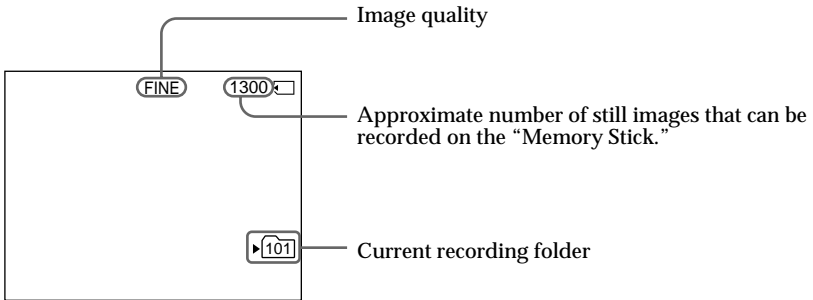 Image quality
FINE
1300
Approximate number of still images that can be
recorded on the “Memory Stick.”
101
Current recording folder